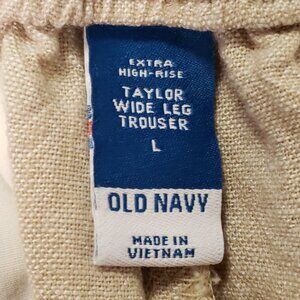 EXTRA
HIGH-RISE
TAYLOR
WIDE LEG
TROUSER
L
OLD NAVY
MADE IN
VIETNAM